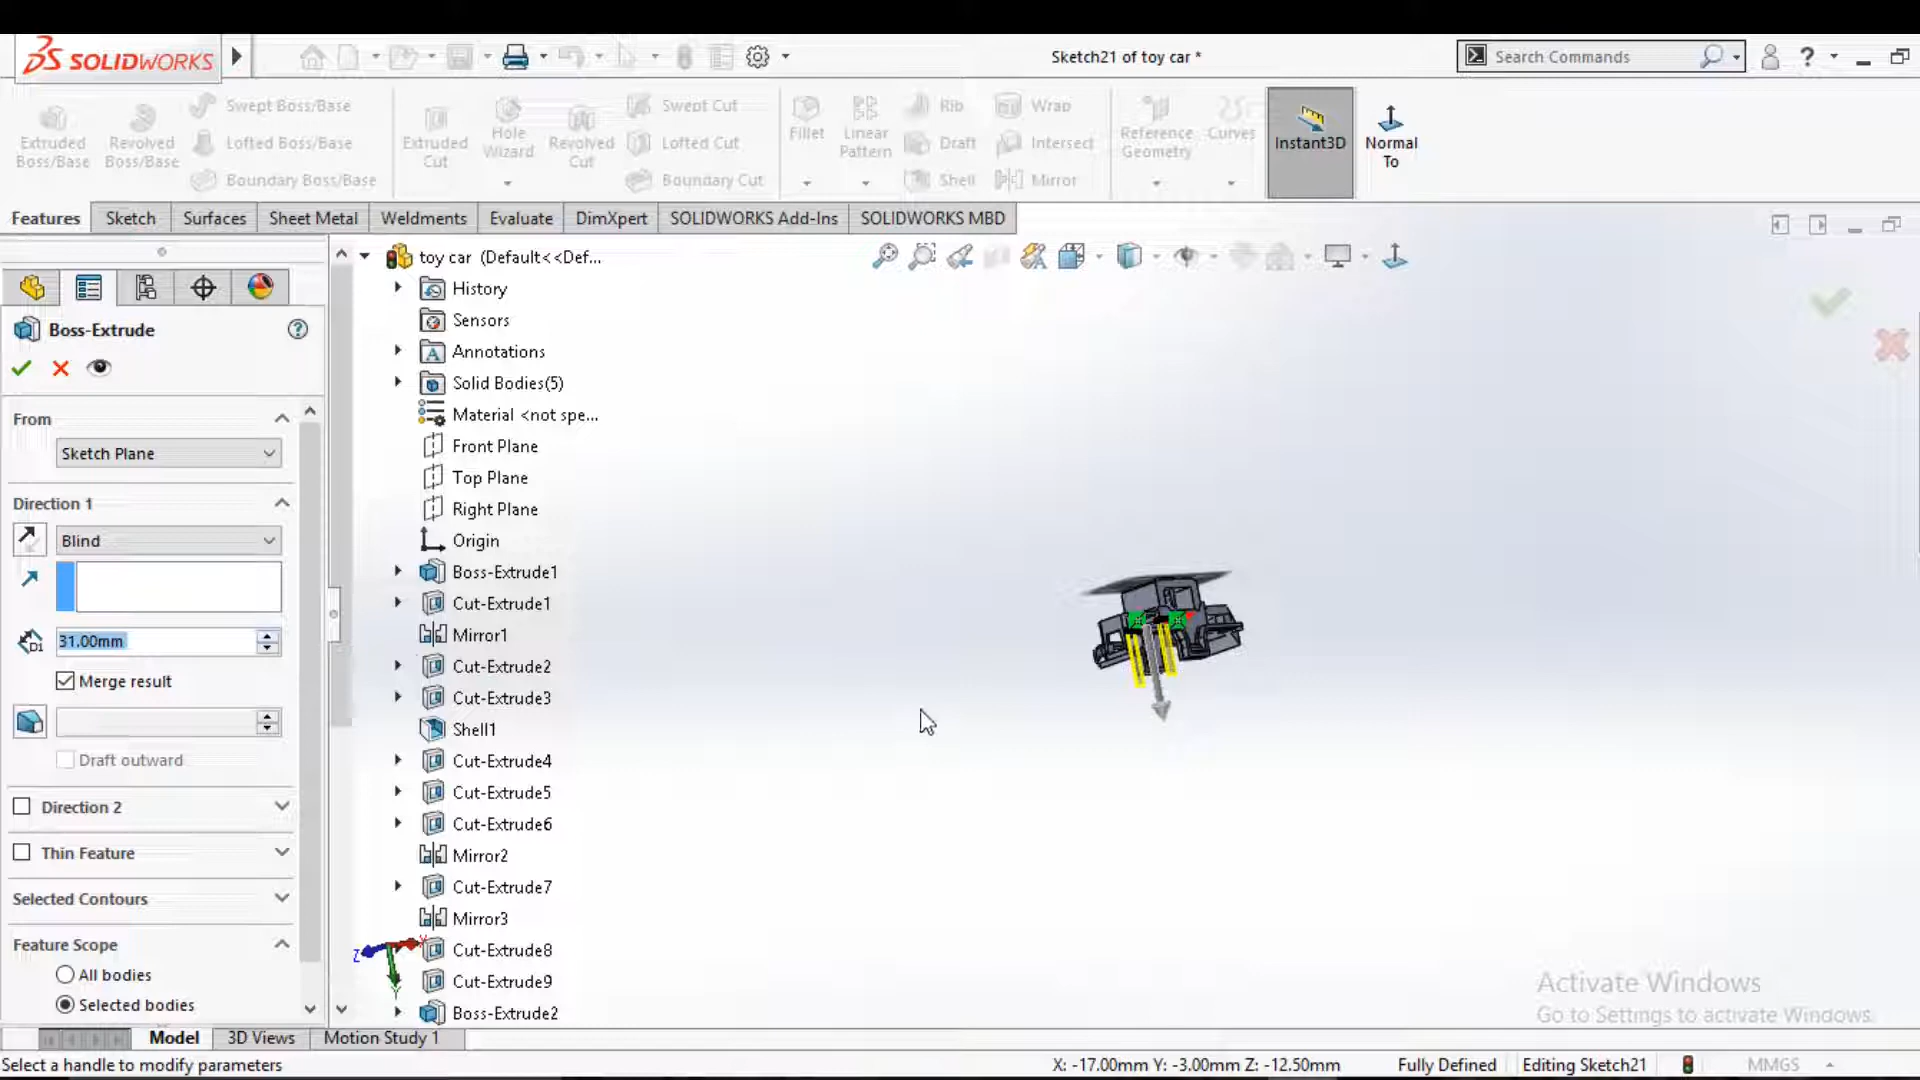 SOLIDWORKS
Sketch21 of toy car *
Search Commands
?
Extruded Boss/Base
Revolved Boss/Base
Swept Boss/Base
Lofted Boss/Base
Boundary Boss/Base
Extruded Cut
Hole Wizard
Revolved Cut
Swept Cut
Lofted Cut
Boundary Cut
Fillet
Linear Pattern
Rib
Draft
Shell
Wrap
Intersect
Mirror
Reference Geometry
Curves
Instant3D
Normal To
Features
Sketch
Surfaces
Sheet Metal
Weldments
Evaluate
DimXpert
SOLIDWORKS Add-Ins
SOLIDWORKS MBD
Boss-Extrude
From
Sketch Plane
Direction 1
Blind
D1
31.00mm
Merge result
Draft outward
Direction 2
Thin Feature
Selected Contours
Feature Scope
All bodies
Selected bodies
toy car (Default<<Def...
History
Sensors
Annotations
Solid Bodies(5)
Material <not spe...
Front Plane
Top Plane
Right Plane
Origin
Boss-Extrude1
Cut-Extrude1
Mirror1
Cut-Extrude2
Cut-Extrude3
Shell1
Cut-Extrude4
Cut-Extrude5
Cut-Extrude6
Mirror2
Cut-Extrude7
Mirror3
Cut-Extrude8
Cut-Extrude9
Boss-Extrude2
Z
Activate Windows
Go to Settings to activate Windows.
Model
3D Views
Motion Study 1
Select a handle to modify parameters
X: -17.00mm Y: -3.00mm Z: -12.50mm
Fully Defined
Editing Sketch21
MMGS